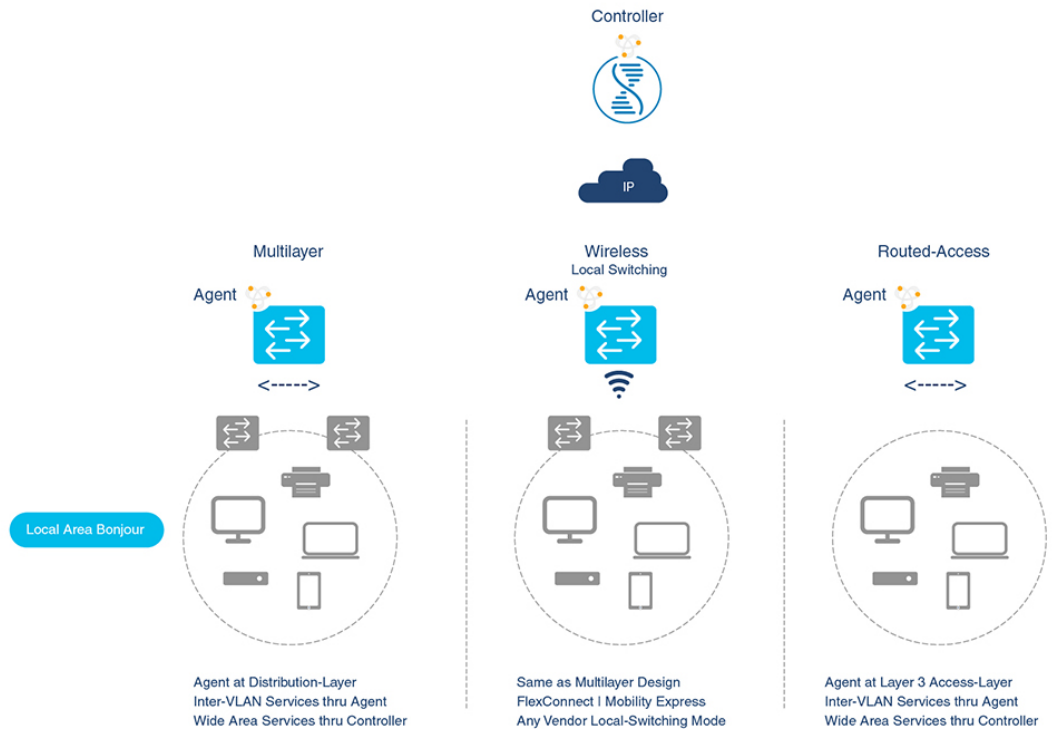 Controller
IP
Multilayer
Wireless
Local Switching
Routed-Access
Agent
Agent
Agent
<----->
<----->
Local Area Bonjour
Agent at Distribution-Layer
Inter-VLAN Services thru Agent
Wide Area Services thru Controller
Same as Multilayer Design
FlexConnect | Mobility Express
Any Vendor Local-Switching Mode
Agent at Layer 3 Access-Layer
Inter-VLAN Services thru Agent
Wide Area Services thru Controller